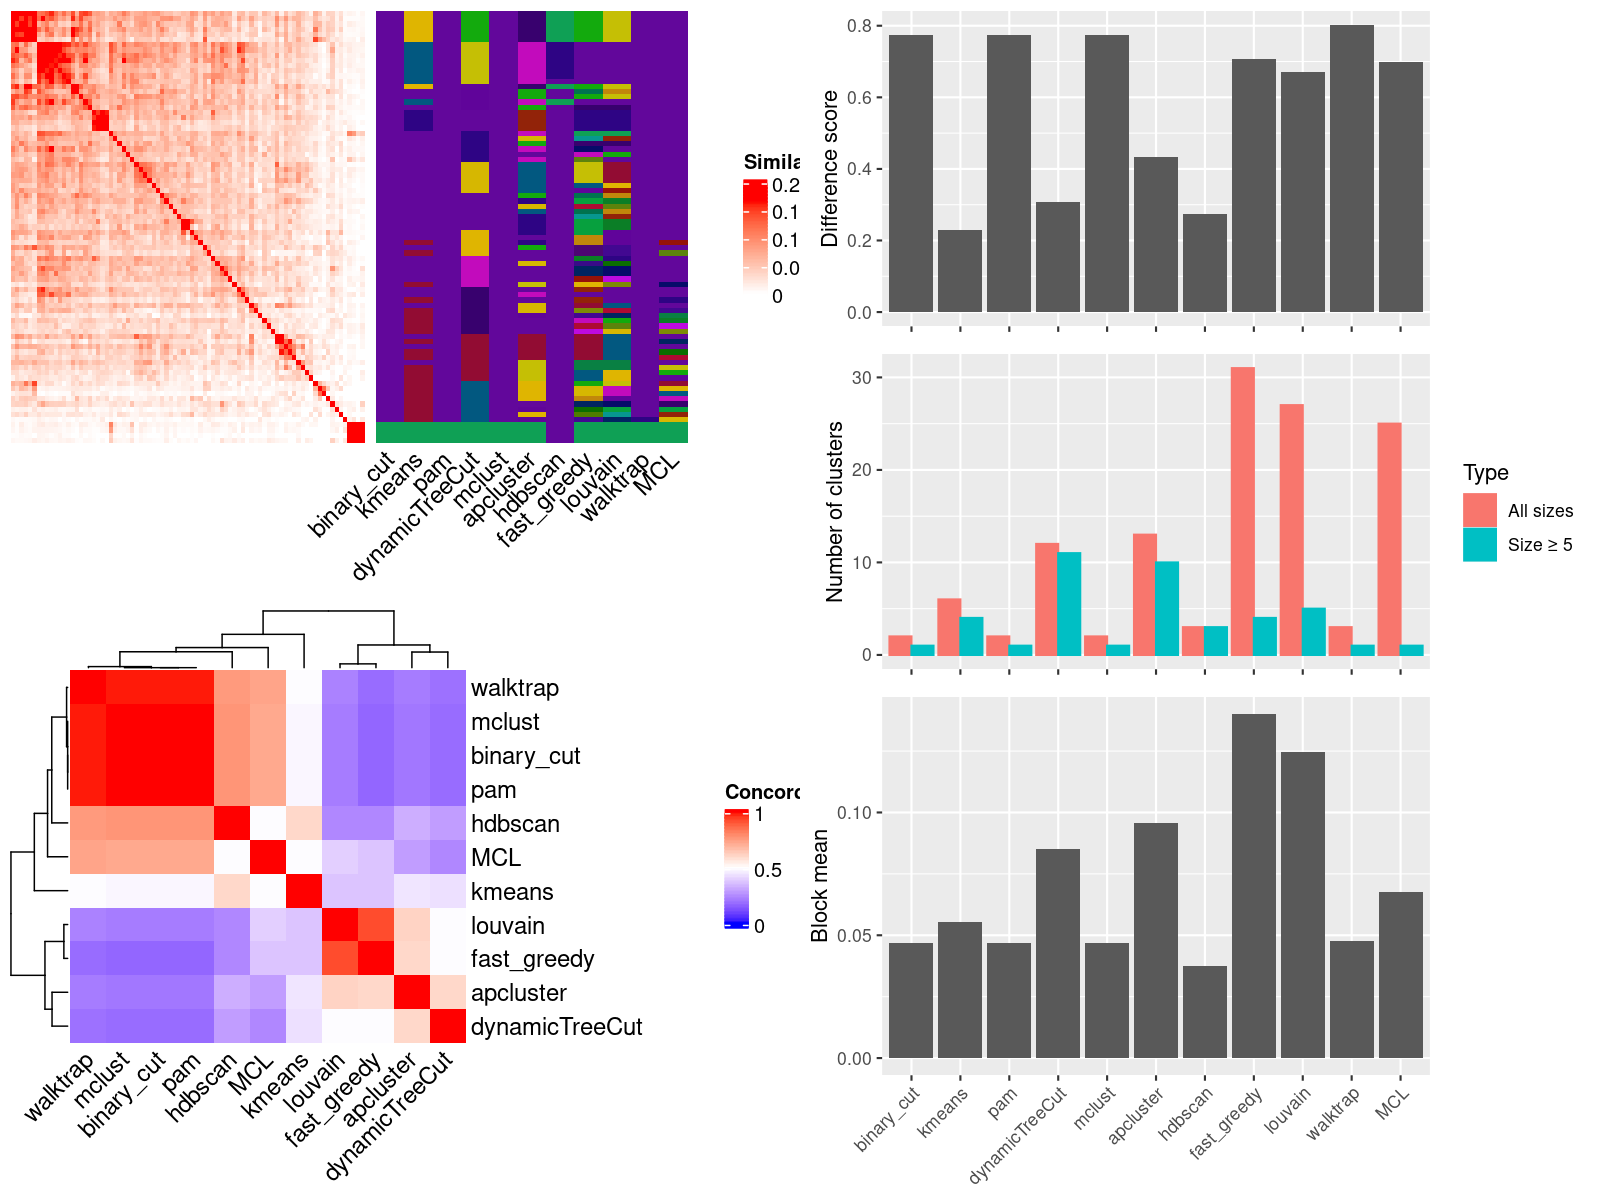 Simila
0.2
0.1
0.1
0.0
0
binary_cut
kmeans
pam
dynamicTreeCut
mclust
apcluster
hdbscan
fast_greedy
louvain
walktrap
MCL
walktrap
mclust
binary_cut
pam
hdbscan
MCL
kmeans
louvain
fast_greedy
apcluster
dynamicTreeCut
Concord
1
0.5
0
walktrap
mclust
binary_cut
pam
hdbscan
MCL
kmeans
louvain
fast_greedy
apcluster
dynamicTreeCut
Difference score
0.8
0.6
0.4
0.2
0.0
Number of clusters
30
20
10
0
Type
All sizes
Size ≥ 5
Block mean
0.10
0.05
0.00
binary_cut
kmeans
pam
dynamicTreeCut
mclust
apcluster
hdbscan
fast_greedy
louvain
walktrap
MCL